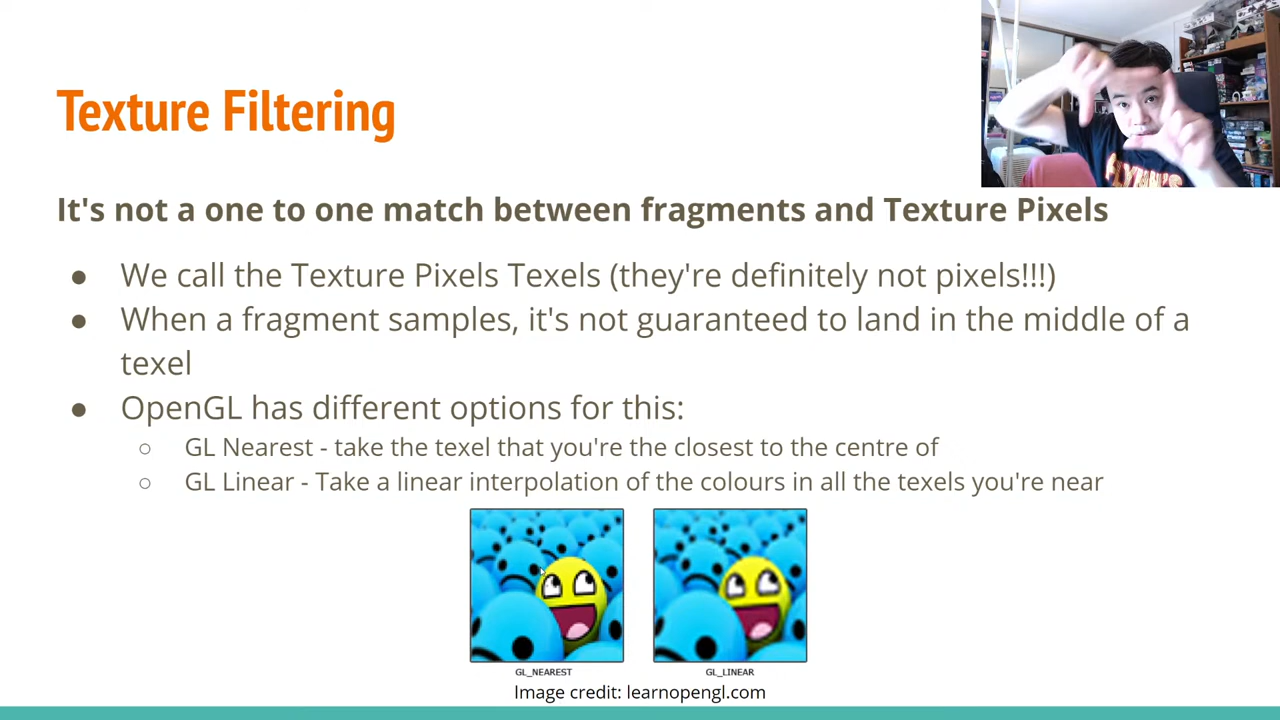 Texture Filtering
It's not a one to one match between fragments and Texture Pixels
● We call the Texture Pixels Texels (they're definitely not pixels!!!)
● When a fragment samples, it's not guaranteed to land in the middle of a
texel
● OpenGL has different options for this:
○ GL Nearest - take the texel that you're the closest to the centre of
○ GL Linear - Take a linear interpolation of the colours in all the texels you're near
GL_NEAREST
GL_LINEAR
Image credit: learnopengl.com